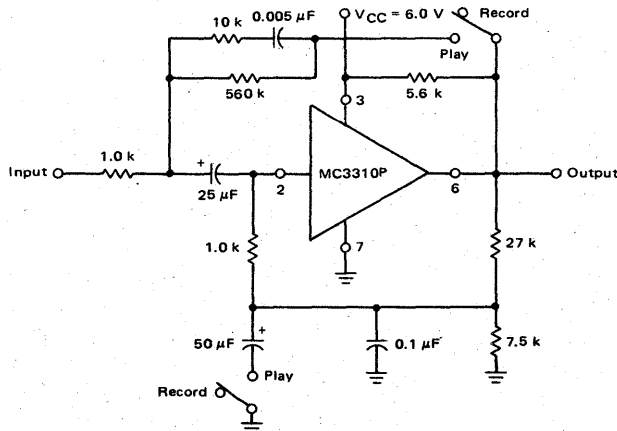 0.005 µF
10 k
VCC = 6.0 V
Record
Play
560 k
5.6 k
3
1.0 k
Input
+
25 µF
2
MC3310P
6
Output
7
1.0 k
27 k
50 µF
+
0.1 µF
7.5 k
Play
Record